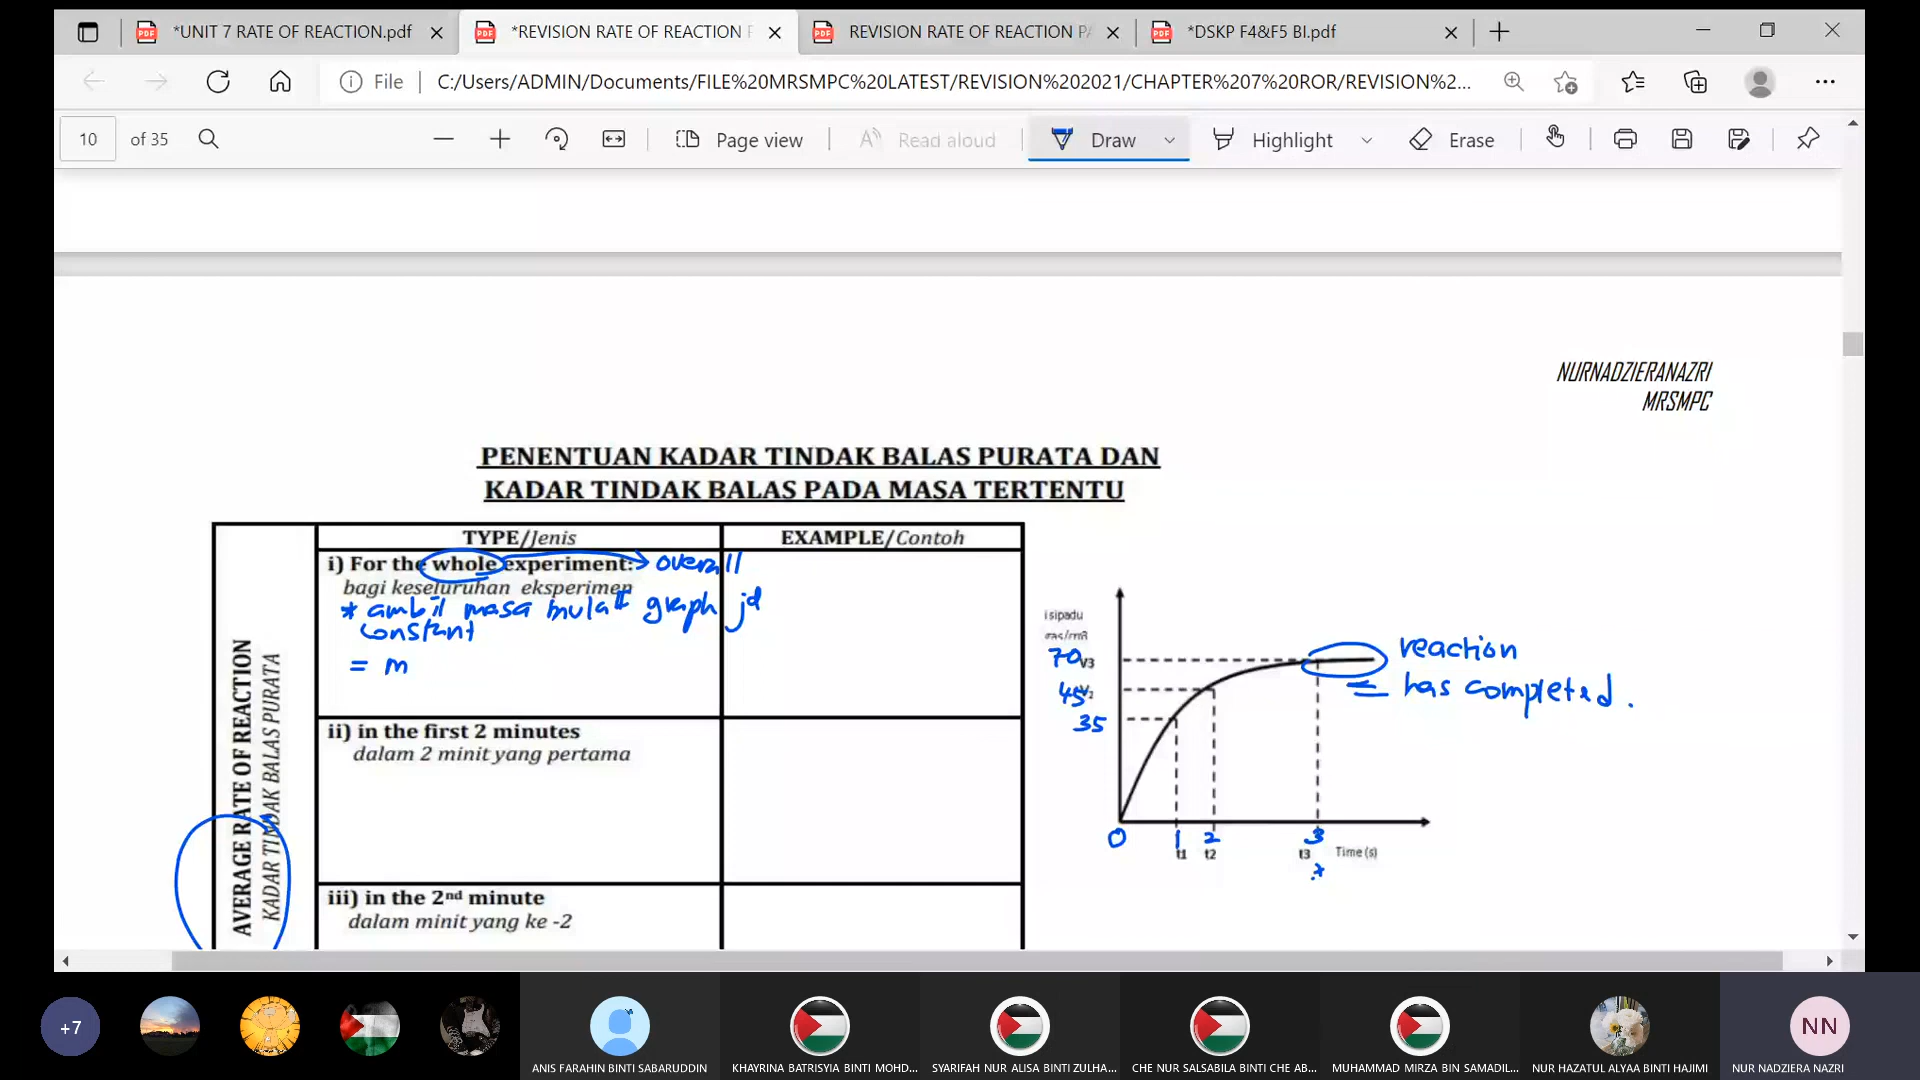 *UNIT 7 RATE OF REACTION.pdf
*REVISION RATE OF REACTION
REVISION RATE OF REACTION PA
*DSKP F4&F5 BI.pdf
File
C:/Users/ADMIN/Documents/FILE%20MRSMPC%20LATEST/REVISION%202021/CHAPTER%207%20ROR/REVISION%2...
10 of 35
Page view
Read aloud
Draw
Highlight
Erase
NURNADZIERANAZRI
MRSMPC
PENENTUAN KADAR TINDAK BALAS PURATA DAN
KADAR TINDAK BALAS PADA MASA TERTENTU
TYPE/Jenis
EXAMPLE/Contoh
AVERAGE RATE OF REACTION
KADAR TINDAK BALAS PURATA
i) For the whole experiment: overall
bagi keseluruhan eksperimen
* ambil masa mula II graph jd
constant
= m
ii) in the first 2 minutes
dalam 2 minit yang pertama
iii) in the 2nd minute
dalam minit yang ke -2
isipadu
70 V3
45
35
reaction
has completed.
0 1 2 3
t1 t2 t3 Time (s)
*
+7
ANIS FARAHIN BINTI SABARUDDIN
KHAYRINA BATRISYIA BINTI MOHD...
SYARIFAH NUR ALISA BINTI ZULHA...
CHE NUR SALSABILA BINTI CHE AB...
MUHAMMAD MIRZA BIN SAMADIL...
NUR HAZATUL ALYAA BINTI HAJIMI
NN
NUR NADZIERA NAZRI